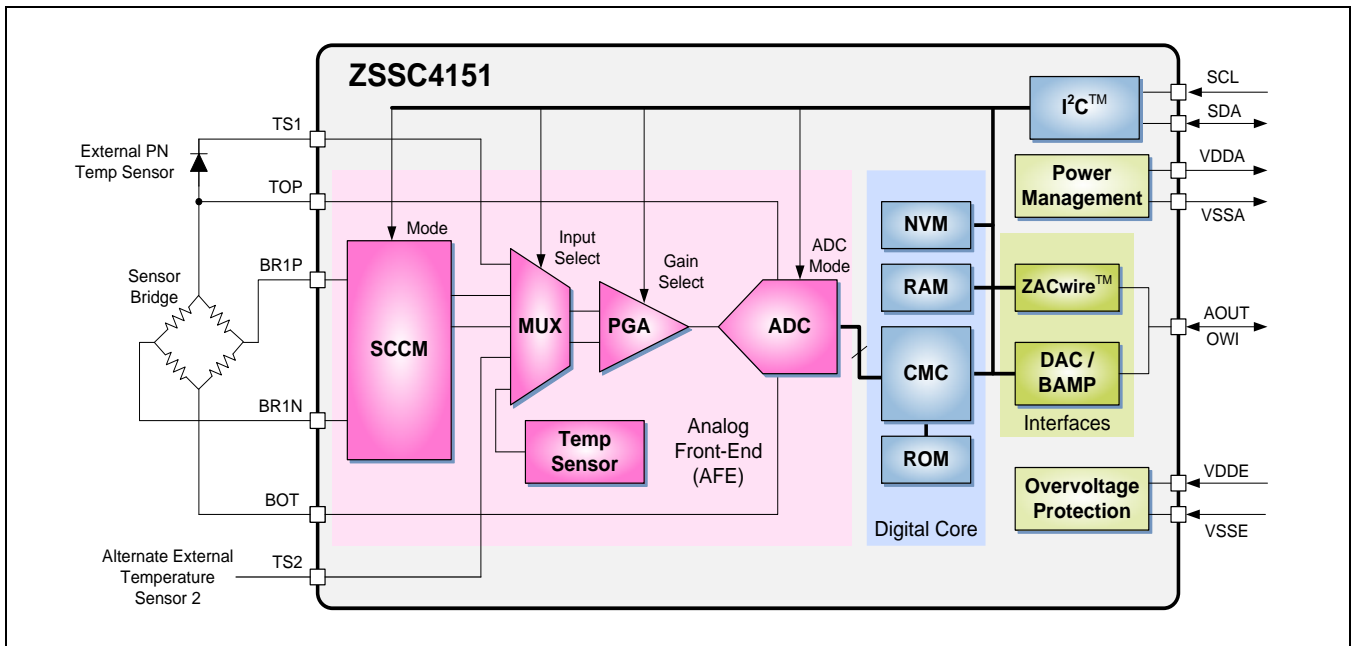 ZSSC4151
SCL
I²C™
SDA
TS1
External PN
Temp Sensor
VDDA
Power
Management
VSSA
TOP
Mode
Input
Select
Gain
Select
ADC
Mode
NVM
BR1P
Sensor
Bridge
RAM
ZACwire™
SCCM
MUX
PGA
ADC
AOUT
OWI
CMC
DAC /
BAMP
BR1N
Interfaces
Temp
Sensor
Analog
Front-End
(AFE)
ROM
VDDE
Overvoltage
Protection
VSSE
BOT
Digital Core
Alternate External
Temperature
Sensor 2
TS2